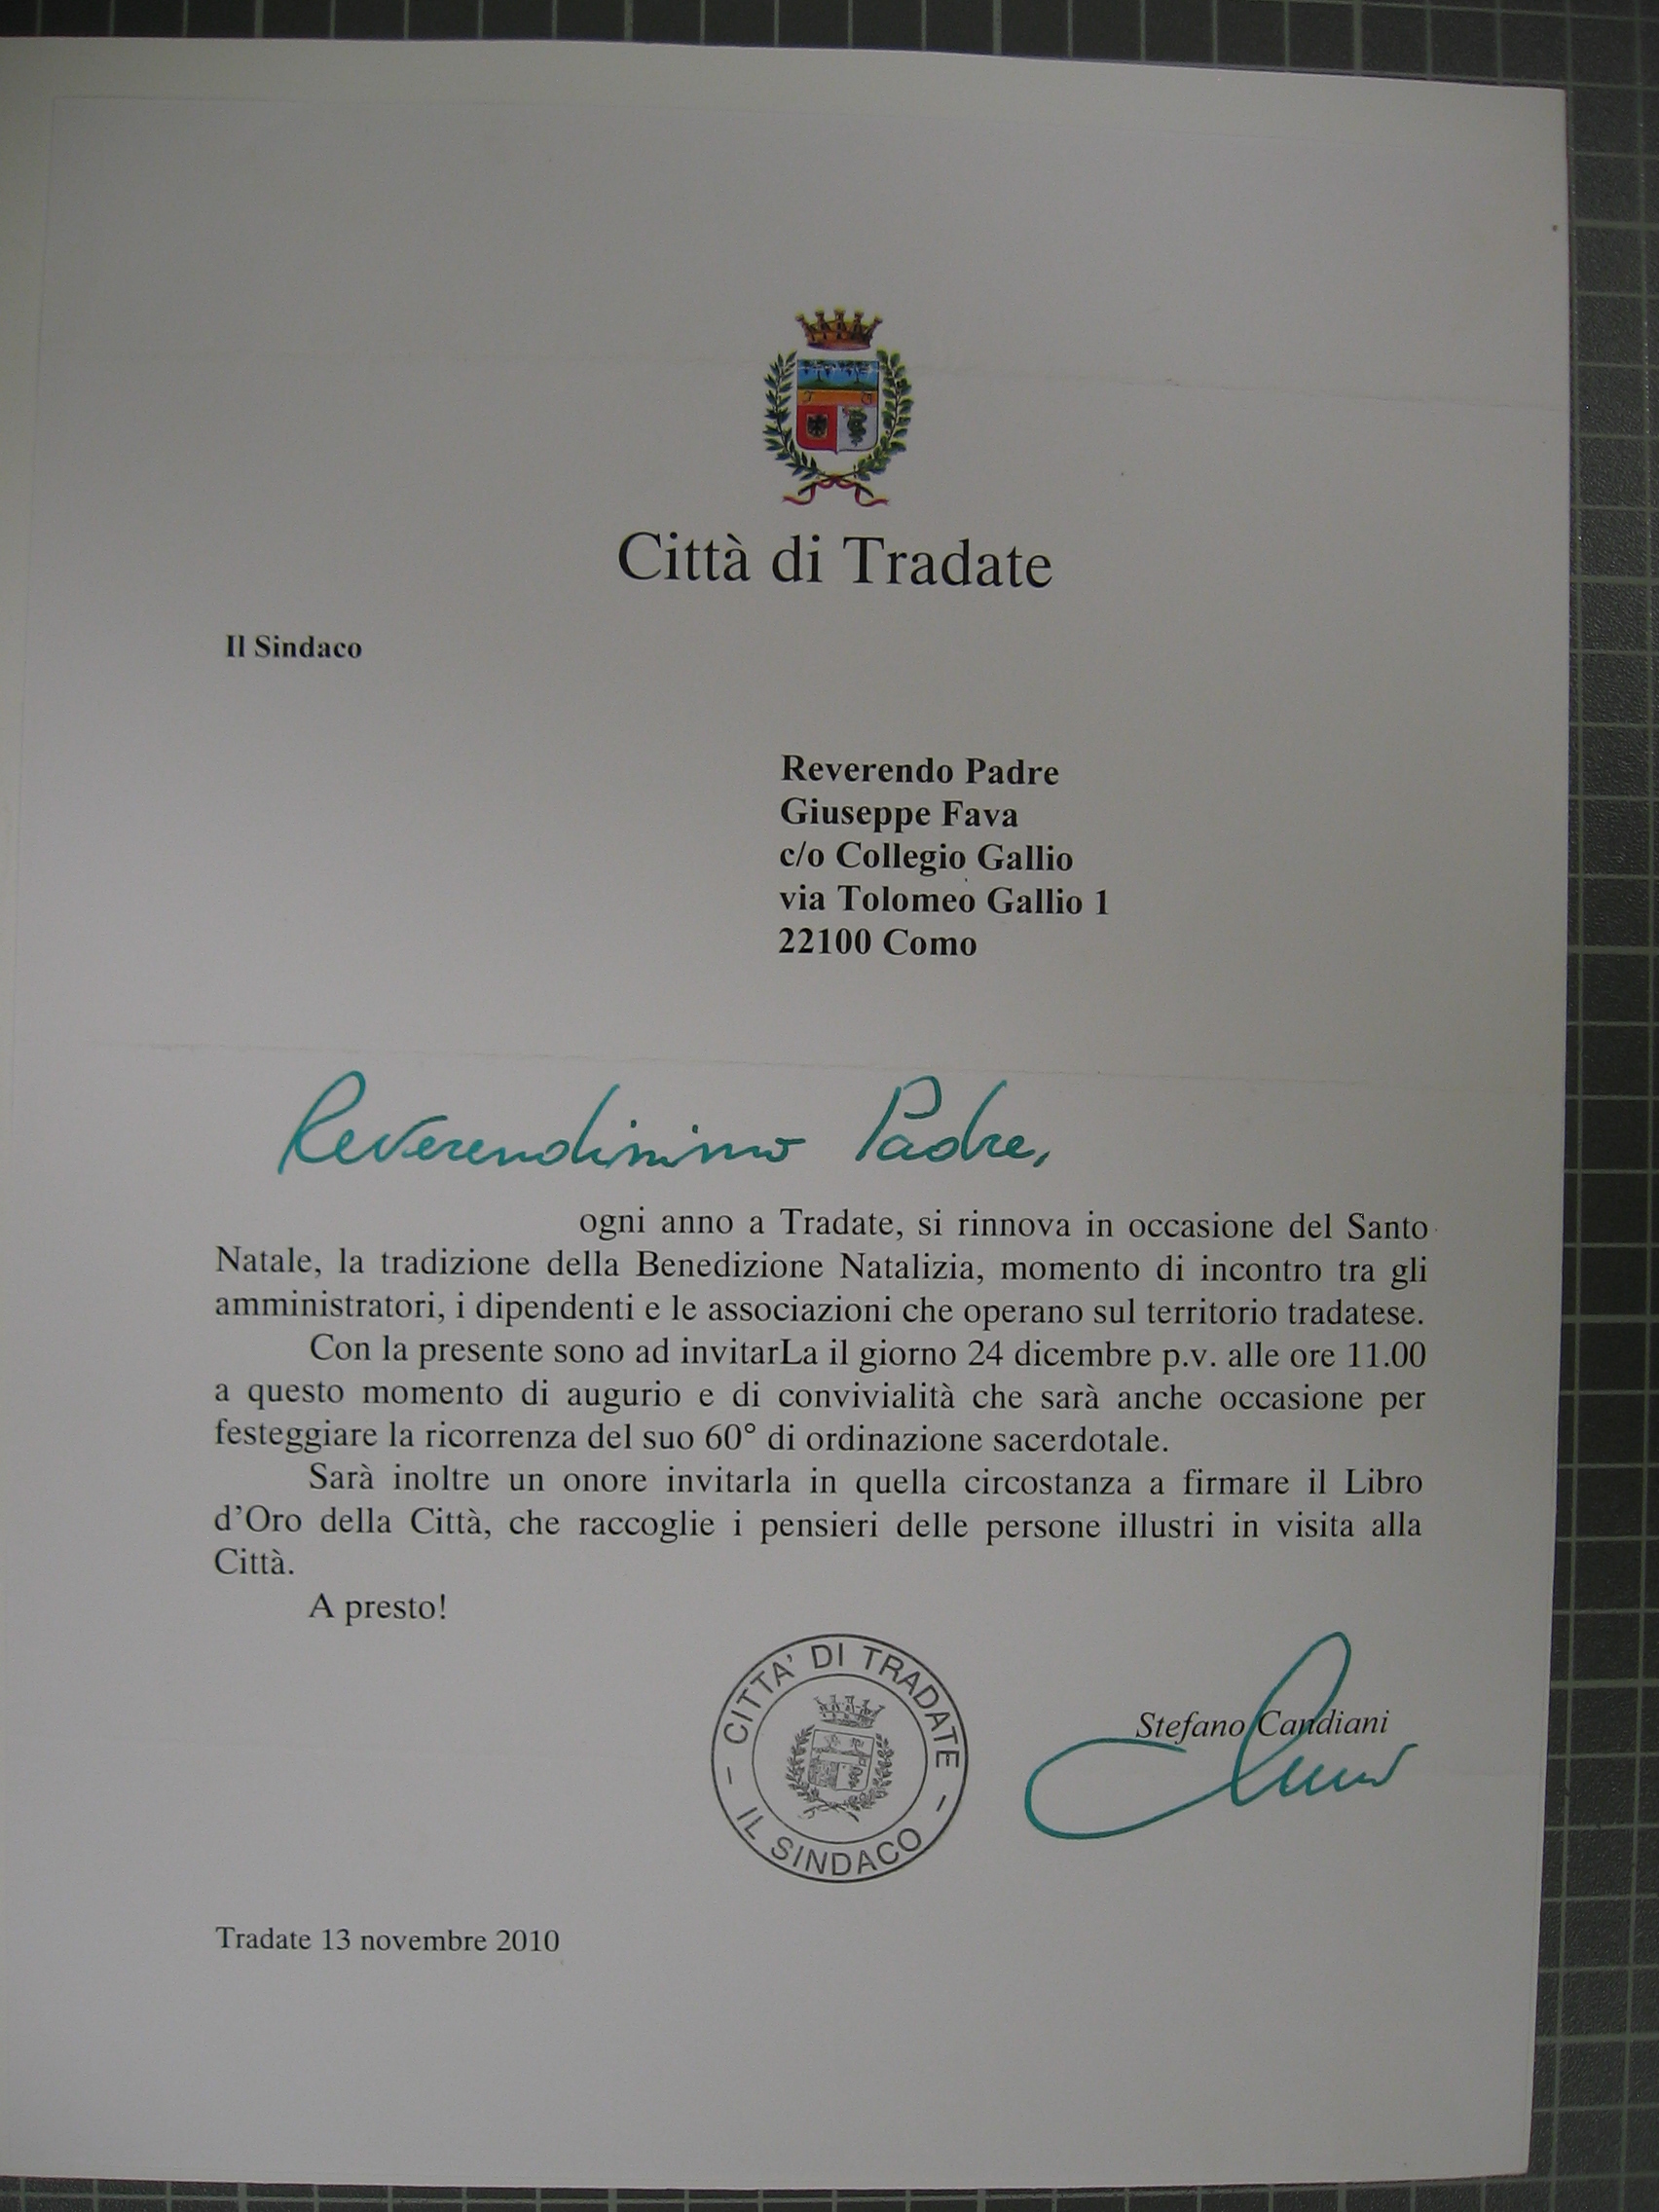 Città di Tradate
Il Sindaco
Reverendo Padre
Giuseppe Fava
c/o Collegio Gallio
via Tolomeo Gallio 1
22100 Como
Reverendissimo Padre,
ogni anno a Tradate, si rinnova in occasione del Santo
Natale, la tradizione della Benedizione Natalizia, momento di incontro tra gli
amministratori, i dipendenti e le associazioni che operano sul territorio tradatese.
Con la presente sono ad invitarLa il giorno 24 dicembre p.v. alle ore 11.00
a questo momento di augurio e di convivialità che sarà anche occasione per
festeggiare la ricorrenza del suo 60° di ordinazione sacerdotale.
Sarà inoltre un onore invitarla in quella circostanza a firmare il Libro
d’Oro della Città, che raccoglie i pensieri delle persone illustri in visita alla
Città.
A presto!
CITTA' DI TRADATE
- IL SINDACO -
Stefano Candiani
Tradate 13 novembre 2010